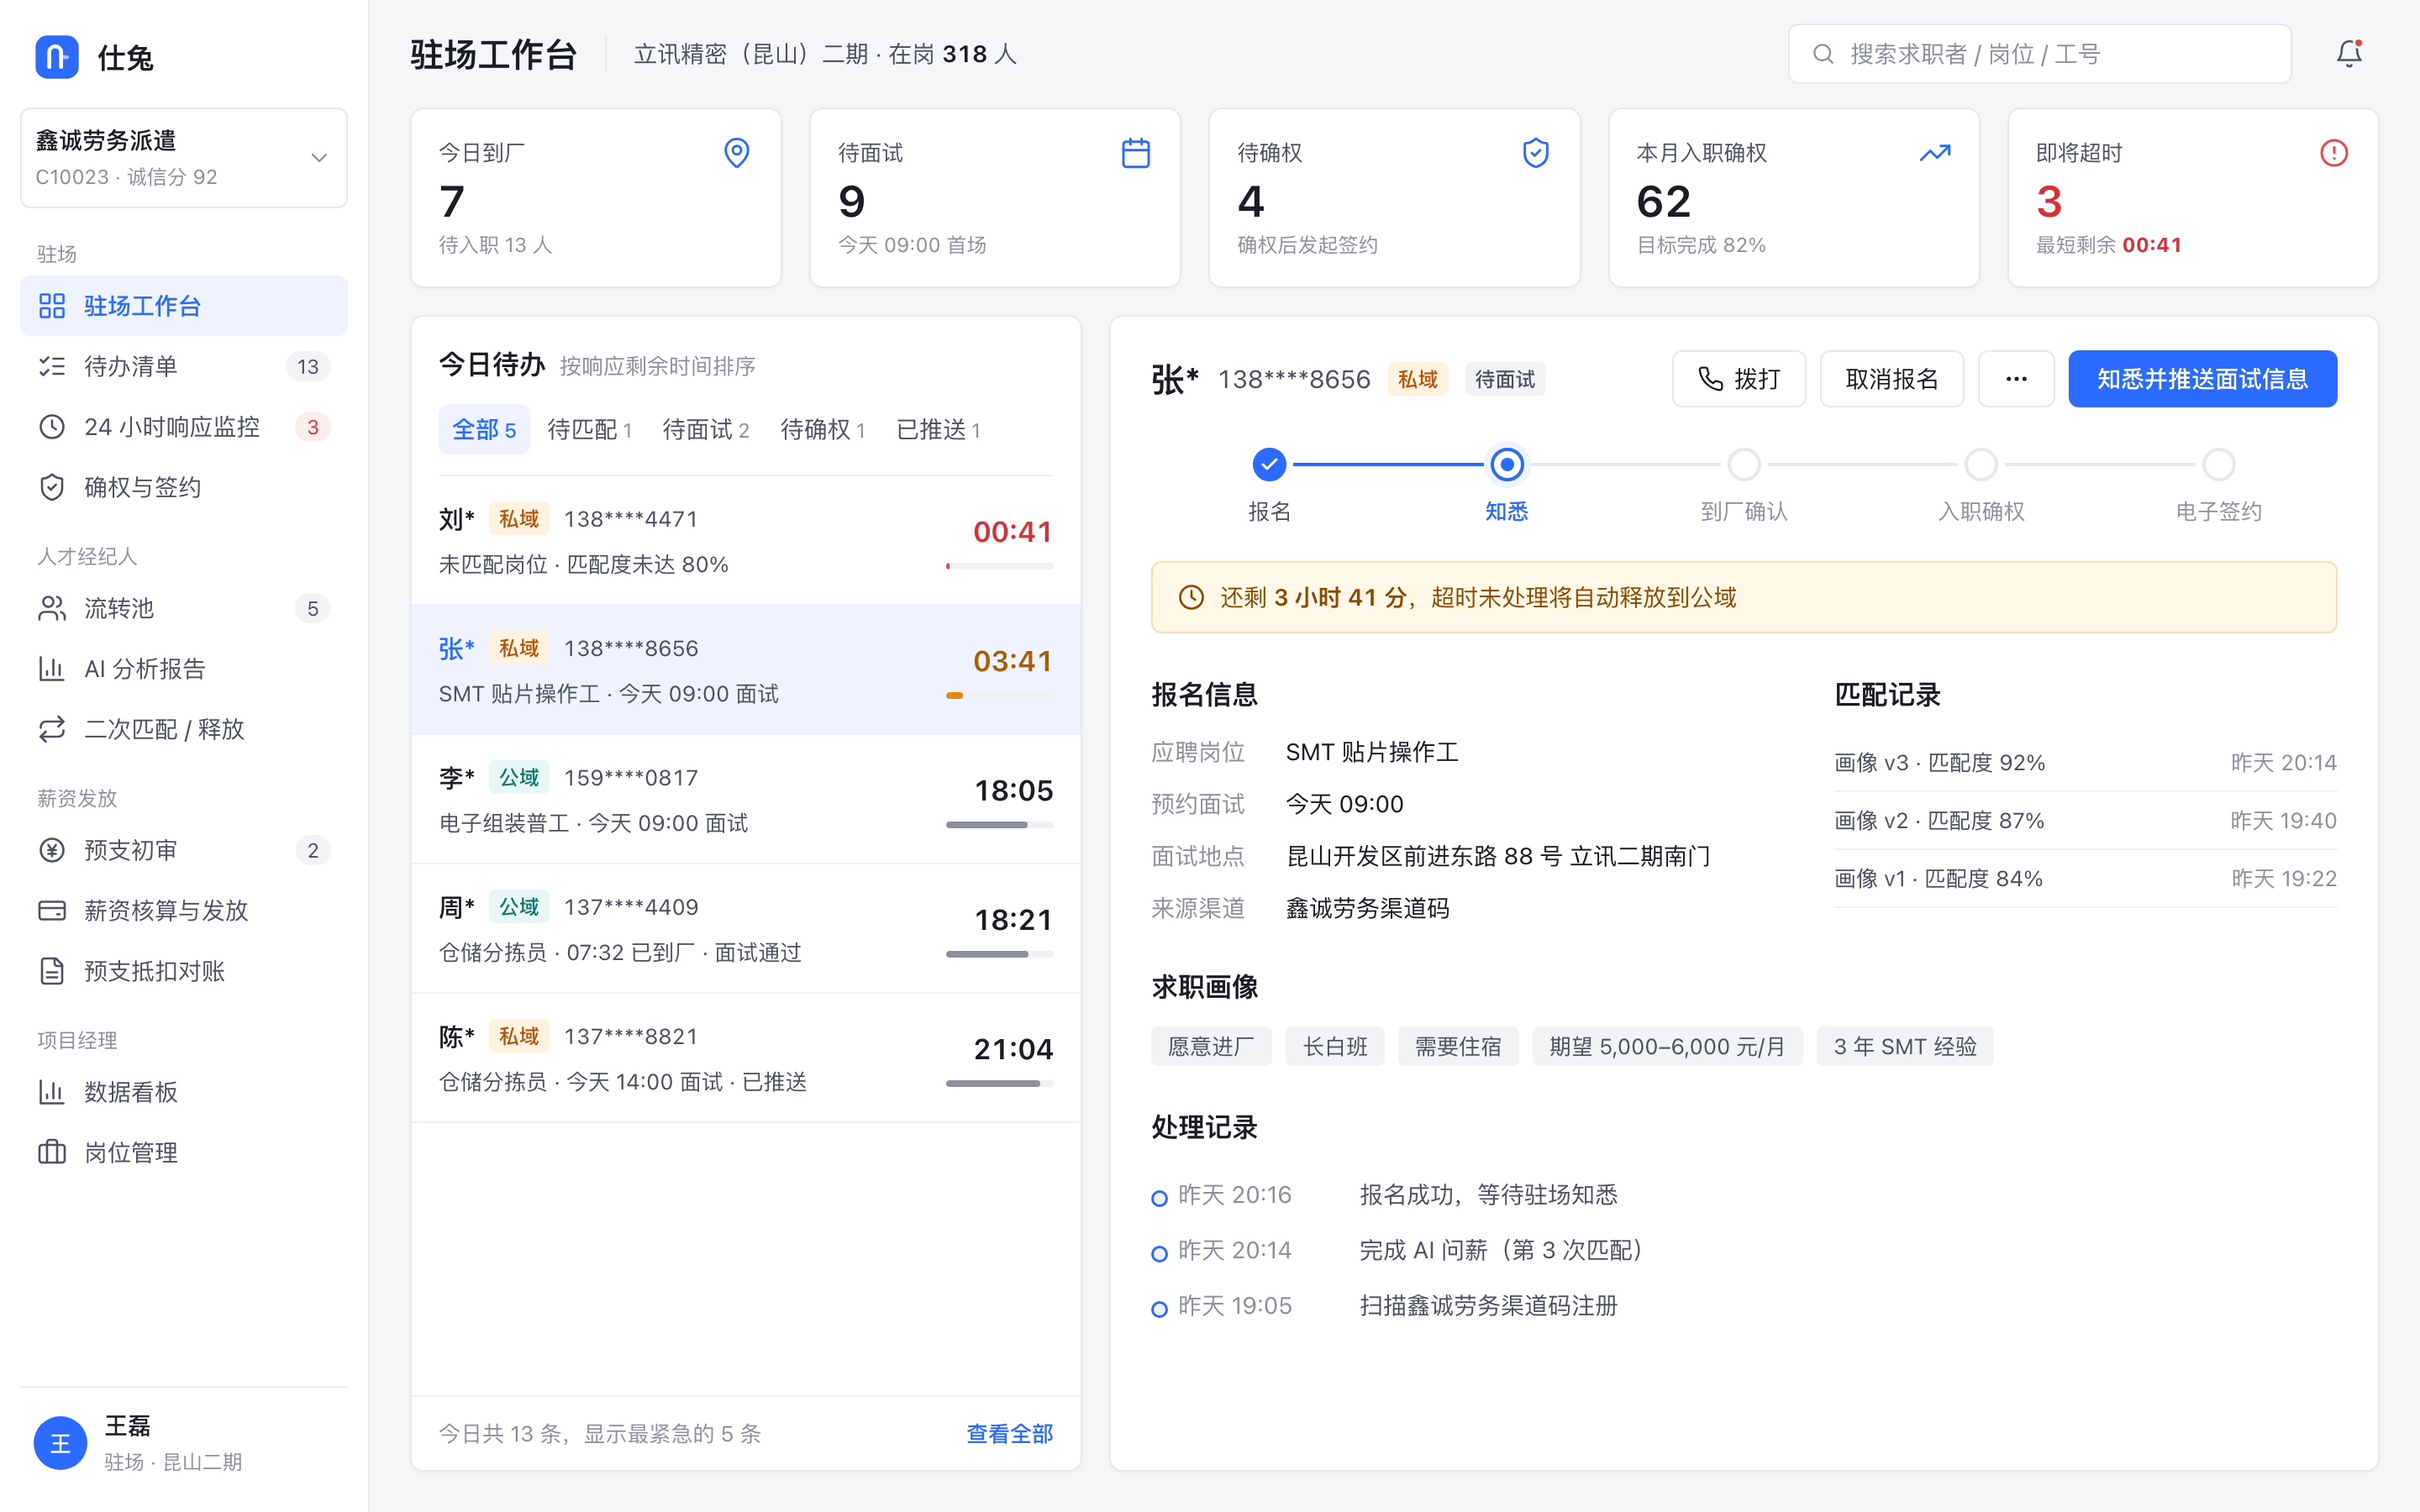 仕兔
鑫诚劳务派遣
C10023 · 诚信分 92
驻场
驻场工作台
待办清单 13
24 小时响应监控 3
确权与签约
人才经纪人
流转池 5
AI 分析报告
二次匹配 / 释放
薪资发放
预支初审 2
薪资核算与发放
预支抵扣对账
项目经理
数据看板
岗位管理
王
王磊
驻场 · 昆山二期
驻场工作台
立讯精密（昆山）二期 · 在岗 318 人
搜索求职者 / 岗位 / 工号
今日到厂
7
待入职 13 人
待面试
9
今天 09:00 首场
待确权
4
确权后发起签约
本月入职确权
62
目标完成 82%
即将超时
3
最短剩余 00:41
今日待办 按响应剩余时间排序
全部 5 待匹配 1 待面试 2 待确权 1 已推送 1
刘* 私域 138****4471
00:41
未匹配岗位 · 匹配度未达 80%
张* 私域 138****8656
03:41
SMT 贴片操作工 · 今天 09:00 面试
李* 公域 159****0817
18:05
电子组装普工 · 今天 09:00 面试
周* 公域 137****4409
18:21
仓储分拣员 · 07:32 已到厂 · 面试通过
陈* 私域 137****8821
21:04
仓储分拣员 · 今天 14:00 面试 · 已推送
今日共 13 条，显示最紧急的 5 条 查看全部
张* 138****8656 私域 待面试
拨打 取消报名 ··· 知悉并推送面试信息
报名 知悉 到厂确认 入职确权 电子签约
还剩 3 小时 41 分，超时未处理将自动释放到公域
报名信息
应聘岗位 SMT 贴片操作工
预约面试 今天 09:00
面试地点 昆山开发区前进东路 88 号 立讯二期南门
来源渠道 鑫诚劳务渠道码
匹配记录
画像 v3 · 匹配度 92% 昨天 20:14
画像 v2 · 匹配度 87% 昨天 19:40
画像 v1 · 匹配度 84% 昨天 19:22
求职画像
愿意进厂 长白班 需要住宿 期望 5,000–6,000 元/月 3 年 SMT 经验
处理记录
昨天 20:16 报名成功，等待驻场知悉
昨天 20:14 完成 AI 问薪（第 3 次匹配）
昨天 19:05 扫描鑫诚劳务渠道码注册